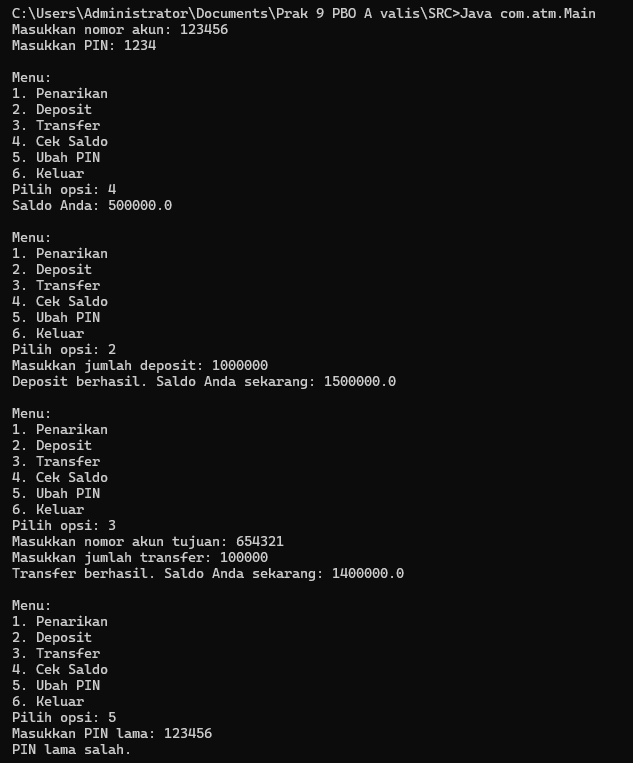 C:\Users\Administrator\Documents\Prak 9 PBO A valis\SRC>Java com.atm.Main
Masukkan nomor akun: 123456
Masukkan PIN: 1234
Menu:
1. Penarikan
2. Deposit
3. Transfer
4. Cek Saldo
5. Ubah PIN
6. Keluar
Pilih opsi: 4
Saldo Anda: 500000.0
Menu:
1. Penarikan
2. Deposit
3. Transfer
4. Cek Saldo
5. Ubah PIN
6. Keluar
Pilih opsi: 2
Masukkan jumlah deposit: 1000000
Deposit berhasil. Saldo Anda sekarang: 1500000.0
Menu:
1. Penarikan
2. Deposit
3. Transfer
4. Cek Saldo
5. Ubah PIN
6. Keluar
Pilih opsi: 3
Masukkan nomor akun tujuan: 654321
Masukkan jumlah transfer: 100000
Transfer berhasil. Saldo Anda sekarang: 1400000.0
Menu:
1. Penarikan
2. Deposit
3. Transfer
4. Cek Saldo
5. Ubah PIN
6. Keluar
Pilih opsi: 5
Masukkan PIN lama: 123456
PIN lama salah.